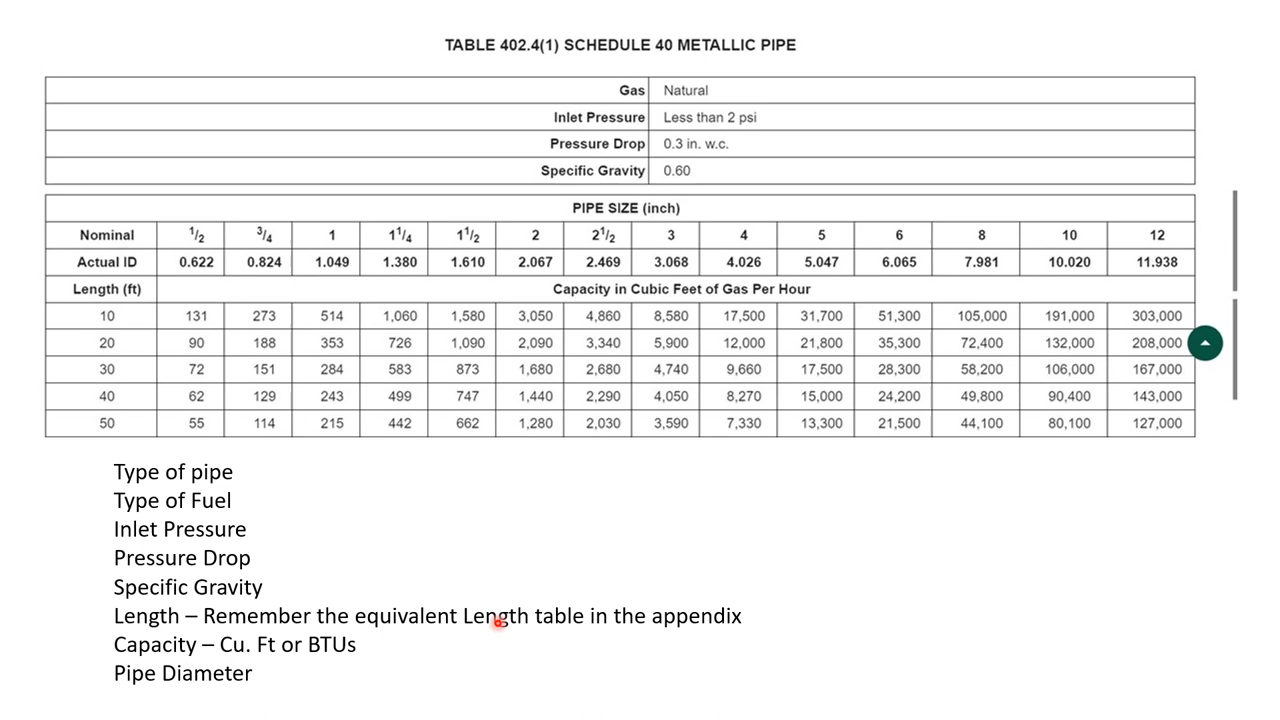 TABLE 402.4(1) SCHEDULE 40 METALLIC PIPE
Gas Natural
Inlet Pressure Less than 2 psi
Pressure Drop 0.3 in. w.c.
Specific Gravity 0.60
PIPE SIZE (inch)
Nominal 1/2 3/4 1 1 1/4 1 1/2 2 2 1/2 3 4 5 6 8 10 12
Actual ID 0.622 0.824 1.049 1.380 1.610 2.067 2.469 3.068 4.026 5.047 6.065 7.981 10.020 11.938
Length (ft) Capacity in Cubic Feet of Gas Per Hour
10 131 273 514 1,060 1,580 3,050 4,860 8,580 17,500 31,700 51,300 105,000 191,000 303,000
20 90 188 353 726 1,090 2,090 3,340 5,900 12,000 21,800 35,300 72,400 132,000 208,000
30 72 151 284 583 873 1,680 2,680 4,740 9,660 17,500 28,300 58,200 106,000 167,000
40 62 129 243 499 747 1,440 2,290 4,050 8,270 15,000 24,200 49,800 90,400 143,000
50 55 114 215 442 662 1,280 2,030 3,590 7,330 13,300 21,500 44,100 80,100 127,000
Type of pipe
Type of Fuel
Inlet Pressure
Pressure Drop
Specific Gravity
Length – Remember the equivalent Length table in the appendix
Capacity – Cu. Ft or BTUs
Pipe Diameter